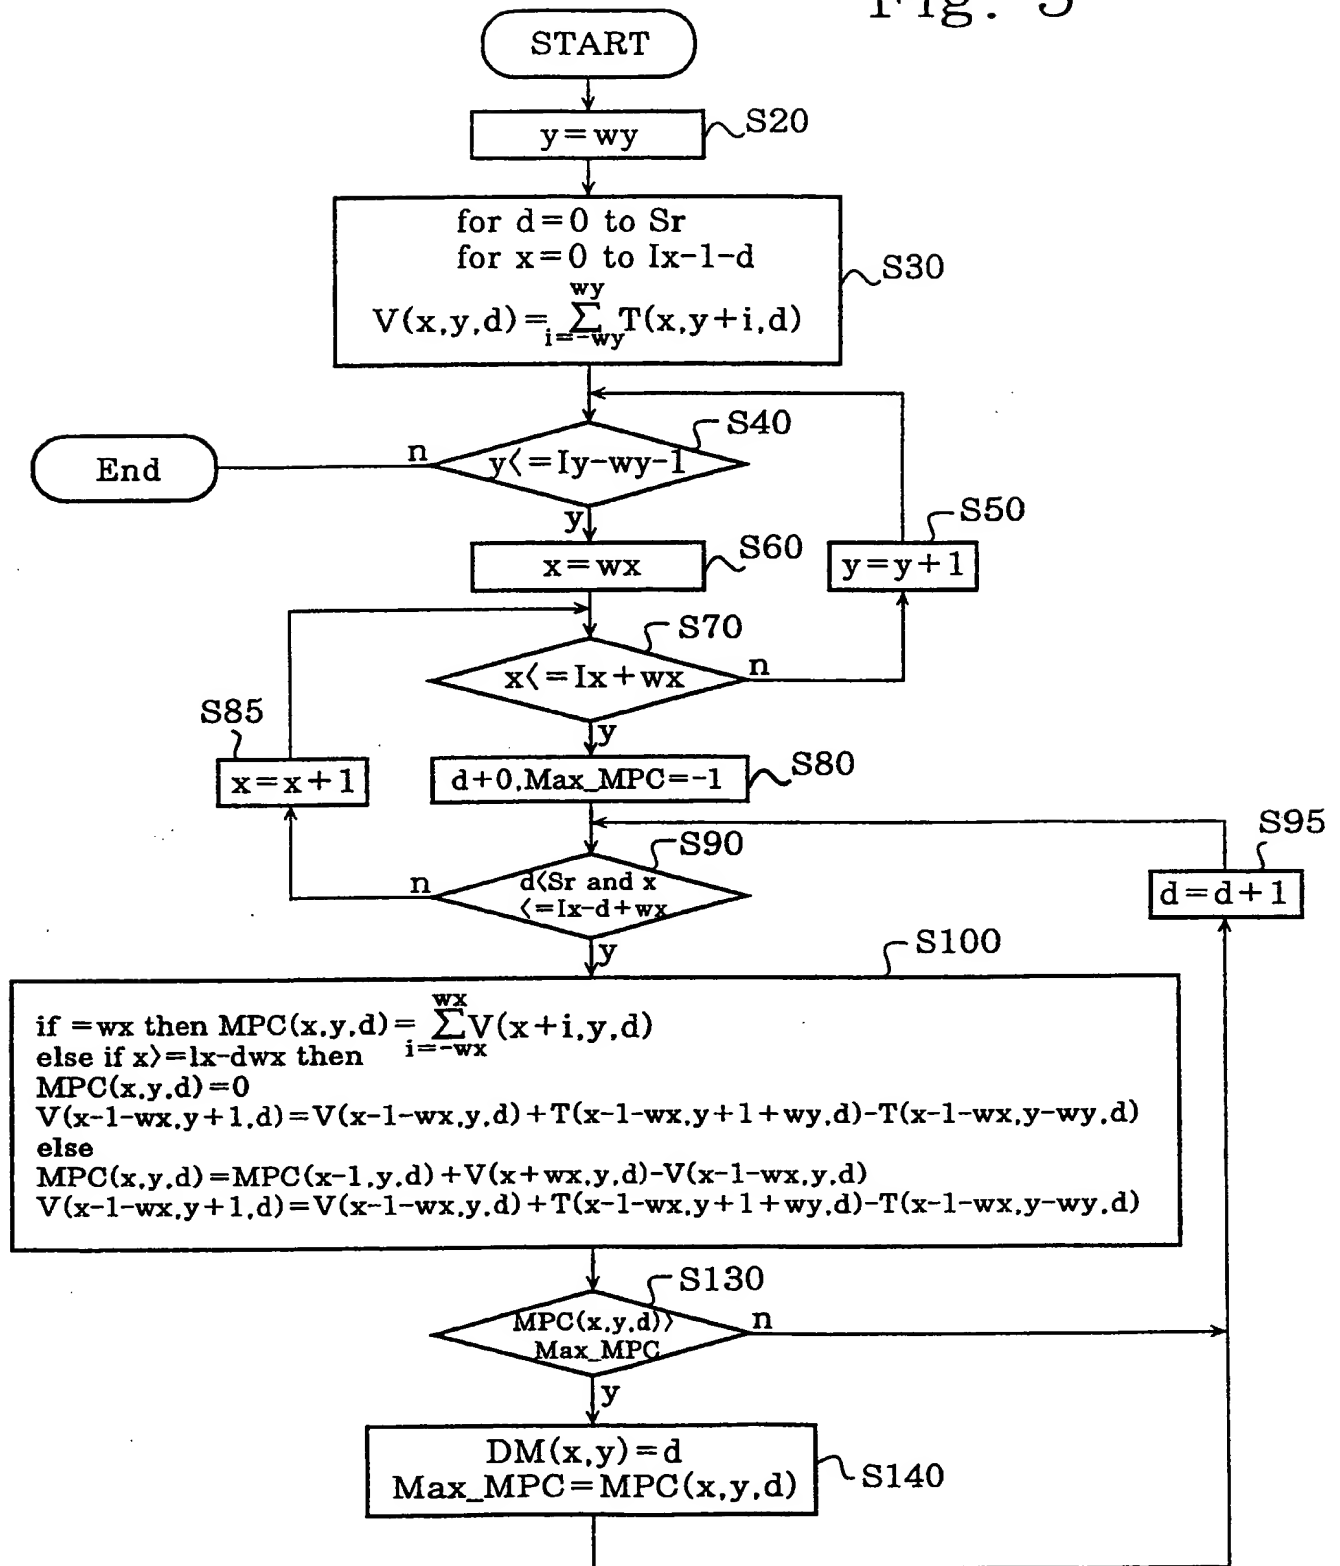 Fig. 5
START
y=wy
S20
for d=0 to Sr
for x=0 to Ix-1-d
V(x,y,d)=∑_{i=-wy}^{wy}T(x,y+i,d)
S30
S40
y<=Iy-wy-1
n
End
y
S50
y=y+1
x=wx
S60
S70
x<=Ix+wx
n
y
S85
x=x+1
d+0,Max_MPC=-1
S80
S90
d<Sr and x
<=Ix-d+wx
n
y
S95
d=d+1
S100
if =wx then MPC(x,y,d)=∑_{i=-wx}^{wx}V(x+i,y,d)
else if x>=lx-dwx then
MPC(x,y,d)=0
V(x-1-wx,y+1,d)=V(x-1-wx,y,d)+T(x-1-wx,y+1+wy,d)-T(x-1-wx,y-wy,d)
else
MPC(x,y,d)=MPC(x-1,y,d)+V(x+wx,y,d)-V(x-1-wx,y,d)
V(x-1-wx,y+1,d)=V(x-1-wx,y,d)+T(x-1-wx,y+1+wy,d)-T(x-1-wx,y-wy,d)
S130
MPC(x,y,d)>
Max_MPC
n
y
DM(x,y)=d
Max_MPC=MPC(x,y,d)
S140